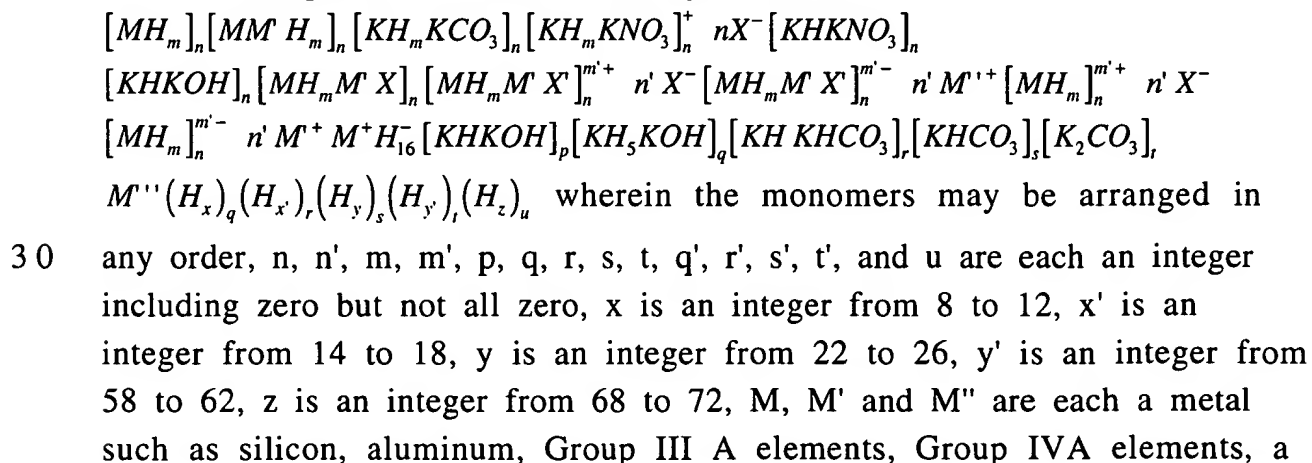 [MH_m]_n[MM' H_m]_n[KH_mKCO_3]_n[KH_mKNO_3]_n^+ nX^-[KHKNO_3]_n
[KHKOH]_n[MH_mM' X]_n[MH_mM' X']_n^{m'+} n' X^-[MH_mM' X']_n^{m'-} n' M''^+[MH_m]_n^{m'+} n' X^-
[MH_m]_n^{m'-} n' M'^+ M^+H_{16}^-[KHKOH]_p[KH_5KOH]_q[KH KHCO_3]_r[KHCO_3]_s[K_2CO_3]_t
M'''(H_x)_q(H_{x'})_r(H_y)_s(H_{y'})_t(H_z)_u wherein the monomers may be arranged in
30 any order, n, n', m, m', p, q, r, s, t, q', r', s', t', and u are each an integer
including zero but not all zero, x is an integer from 8 to 12, x' is an
integer from 14 to 18, y is an integer from 22 to 26, y' is an integer from
58 to 62, z is an integer from 68 to 72, M, M' and M" are each a metal
such as silicon, aluminum, Group III A elements, Group IVA elements, a